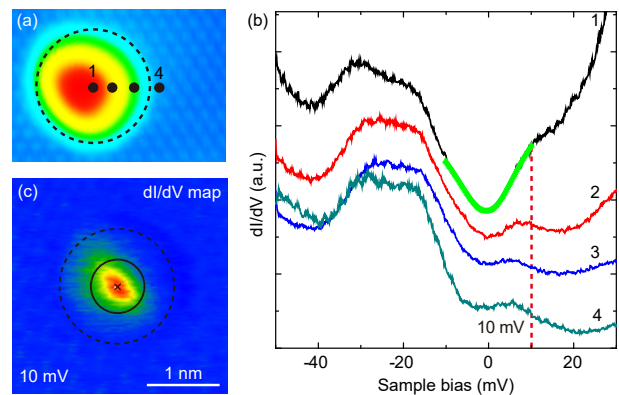 (a)
1 4
(c) dI/dV map
10 mV
1 nm
(b)
dI/dV (a.u.)
1
2
3
4
10 mV
-40 -20 0 20
Sample bias (mV)